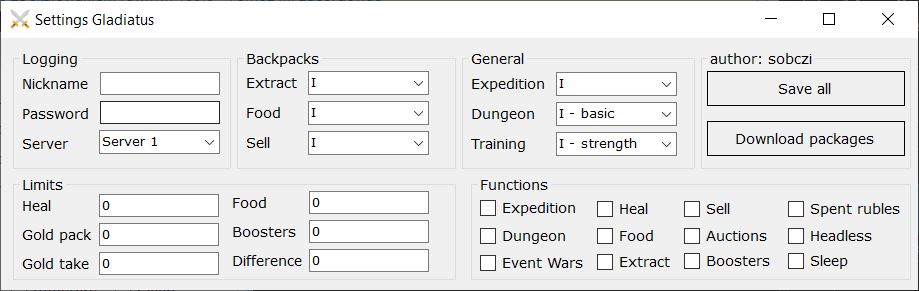 Settings Gladiatus
Logging
Nickname
Password
Server Server 1
Backpacks
Extract I
Food I
Sell I
General
Expedition I
Dungeon I - basic
Training I - strength
author: sobczi
Save all
Download packages
Limits
Heal 0
Gold pack 0
Gold take 0
Food 0
Boosters 0
Difference 0
Functions
Expedition Heal Sell Spent rubles
Dungeon Food Auctions Headless
Event Wars Extract Boosters Sleep